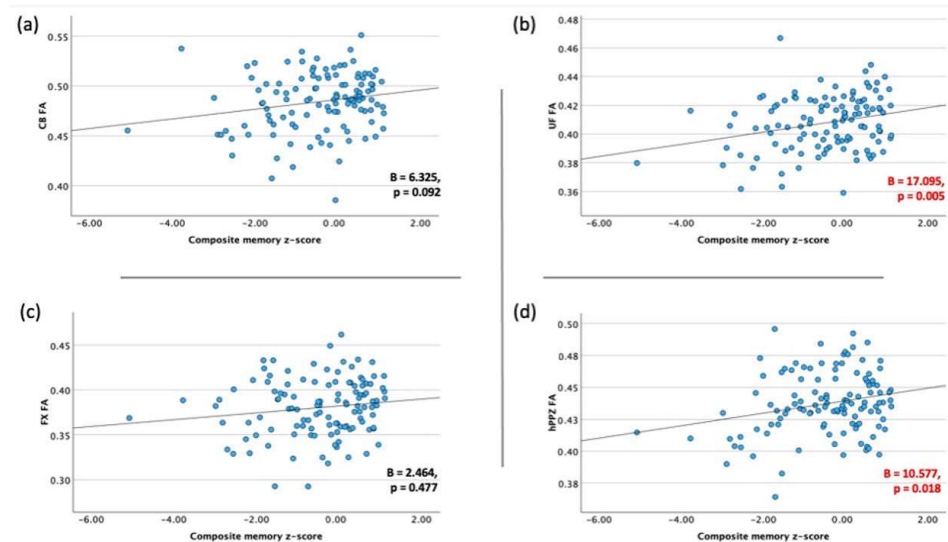 (a)
0.55
0.50
0.45
0.40
CB FA
B = 6.325,
p = 0.092
-6.00 -4.00 -2.00 0.00 2.00
Composite memory z-score
(b)
0.48
0.46
0.44
0.42
0.40
0.38
0.36
UF FA
B = 17.095,
p = 0.005
-6.00 -4.00 -2.00 0.00 2.00
Composite memory z-score
(c)
0.45
0.40
0.35
0.30
FX FA
B = 2.464,
p = 0.477
-6.00 -4.00 -2.00 0.00 2.00
Composite memory z-score
(d)
0.50
0.48
0.45
0.43
0.40
0.38
hPPZ FA
B = 10.577,
p = 0.018
-6.00 -4.00 -2.00 0.00 2.00
Composite memory z-score